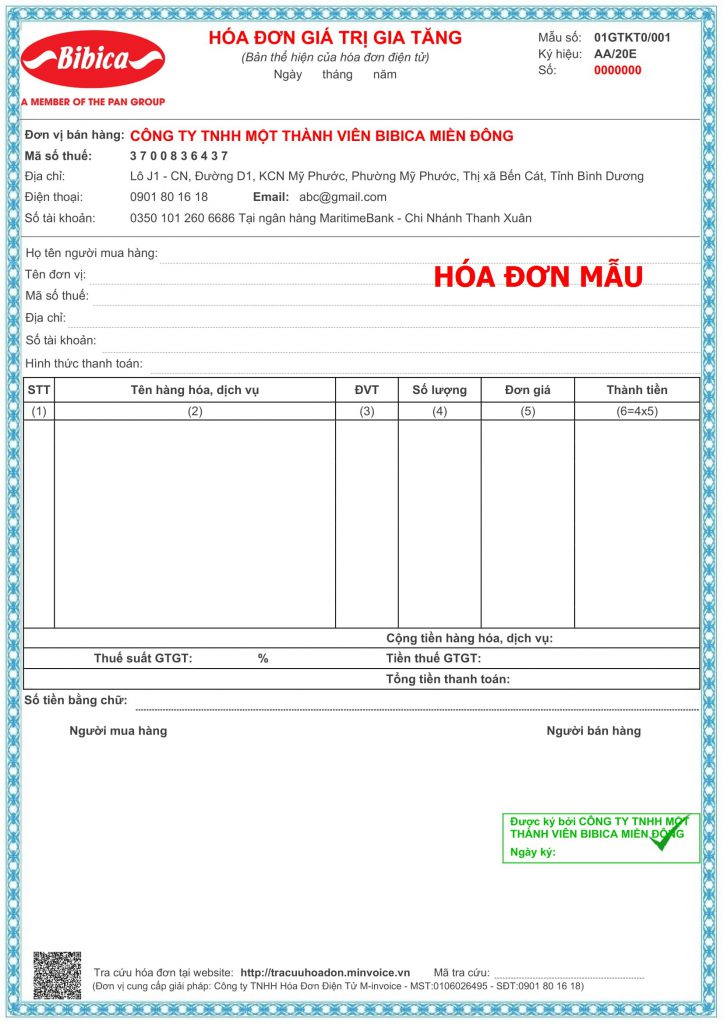 Bibica
A MEMBER OF THE PAN GROUP
HÓA ĐƠN GIÁ TRỊ GIA TĂNG
(Bản thể hiện của hóa đơn điện tử)
Ngày tháng năm
Mẫu số: 01GTKT0/001
Ký hiệu: AA/20E
Số: 0000000
Đơn vị bán hàng: CÔNG TY TNHH MỘT THÀNH VIÊN BIBICA MIỀN ĐÔNG
Mã số thuế: 3 7 0 0 8 3 6 4 3 7
Địa chỉ: Lô J1 - CN, Đường D1, KCN Mỹ Phước, Phường Mỹ Phước, Thị xã Bến Cát, Tỉnh Bình Dương
Điện thoại: 0901 80 16 18 Email: abc@gmail.com
Số tài khoản: 0350 101 260 6686 Tại ngân hàng MaritimeBank - Chi Nhánh Thanh Xuân
Họ tên người mua hàng:
Tên đơn vị:
HÓA ĐƠN MẪU
Mã số thuế:
Địa chỉ:
Số tài khoản:
Hình thức thanh toán:
STT Tên hàng hóa, dịch vụ ĐVT Số lượng Đơn giá Thành tiền
(1) (2) (3) (4) (5) (6=4x5)
Cộng tiền hàng hóa, dịch vụ:
Thuế suất GTGT: % Tiền thuế GTGT:
Tổng tiền thanh toán:
Số tiền bằng chữ:
Người mua hàng Người bán hàng
Được ký bởi CÔNG TY TNHH MỘT
THÀNH VIÊN BIBICA MIỀN ĐÔNG
Ngày ký:
Tra cứu hóa đơn tại website: http://tracuuhoadon.minvoice.vn Mã tra cứu:
(Đơn vị cung cấp giải pháp: Công ty TNHH Hóa Đơn Điện Tử M-invoice - MST:0106026495 - SĐT:0901 80 16 18)